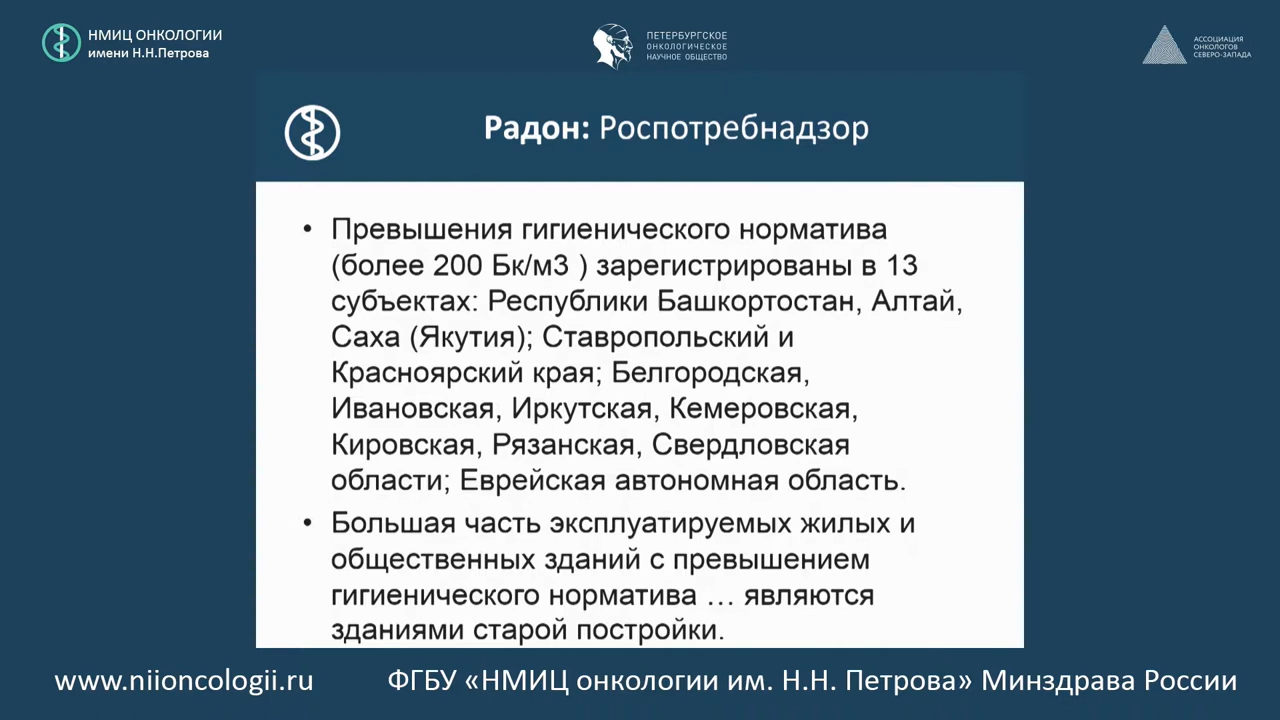 НМИЦ ОНКОЛОГИИ
имени Н.Н.Петрова
ПЕТЕРБУРГСКОЕ
ОНКОЛОГИЧЕСКОЕ
НАУЧНОЕ ОБЩЕСТВО
АССОЦИАЦИЯ
ОНКОЛОГОВ
СЕВЕРО-ЗАПАДА
Радон: Роспотребнадзор
• Превышения гигиенического норматива
(более 200 Бк/м3 ) зарегистрированы в 13
субъектах: Республики Башкортостан, Алтай,
Саха (Якутия); Ставропольский и
Красноярский края; Белгородская,
Ивановская, Иркутская, Кемеровская,
Кировская, Рязанская, Свердловская
области; Еврейская автономная область.
• Большая часть эксплуатируемых жилых и
общественных зданий с превышением
гигиенического норматива … являются
зданиями старой постройки.
www.niioncologii.ru ФГБУ «НМИЦ онкологии им. Н.Н. Петрова» Минздрава России